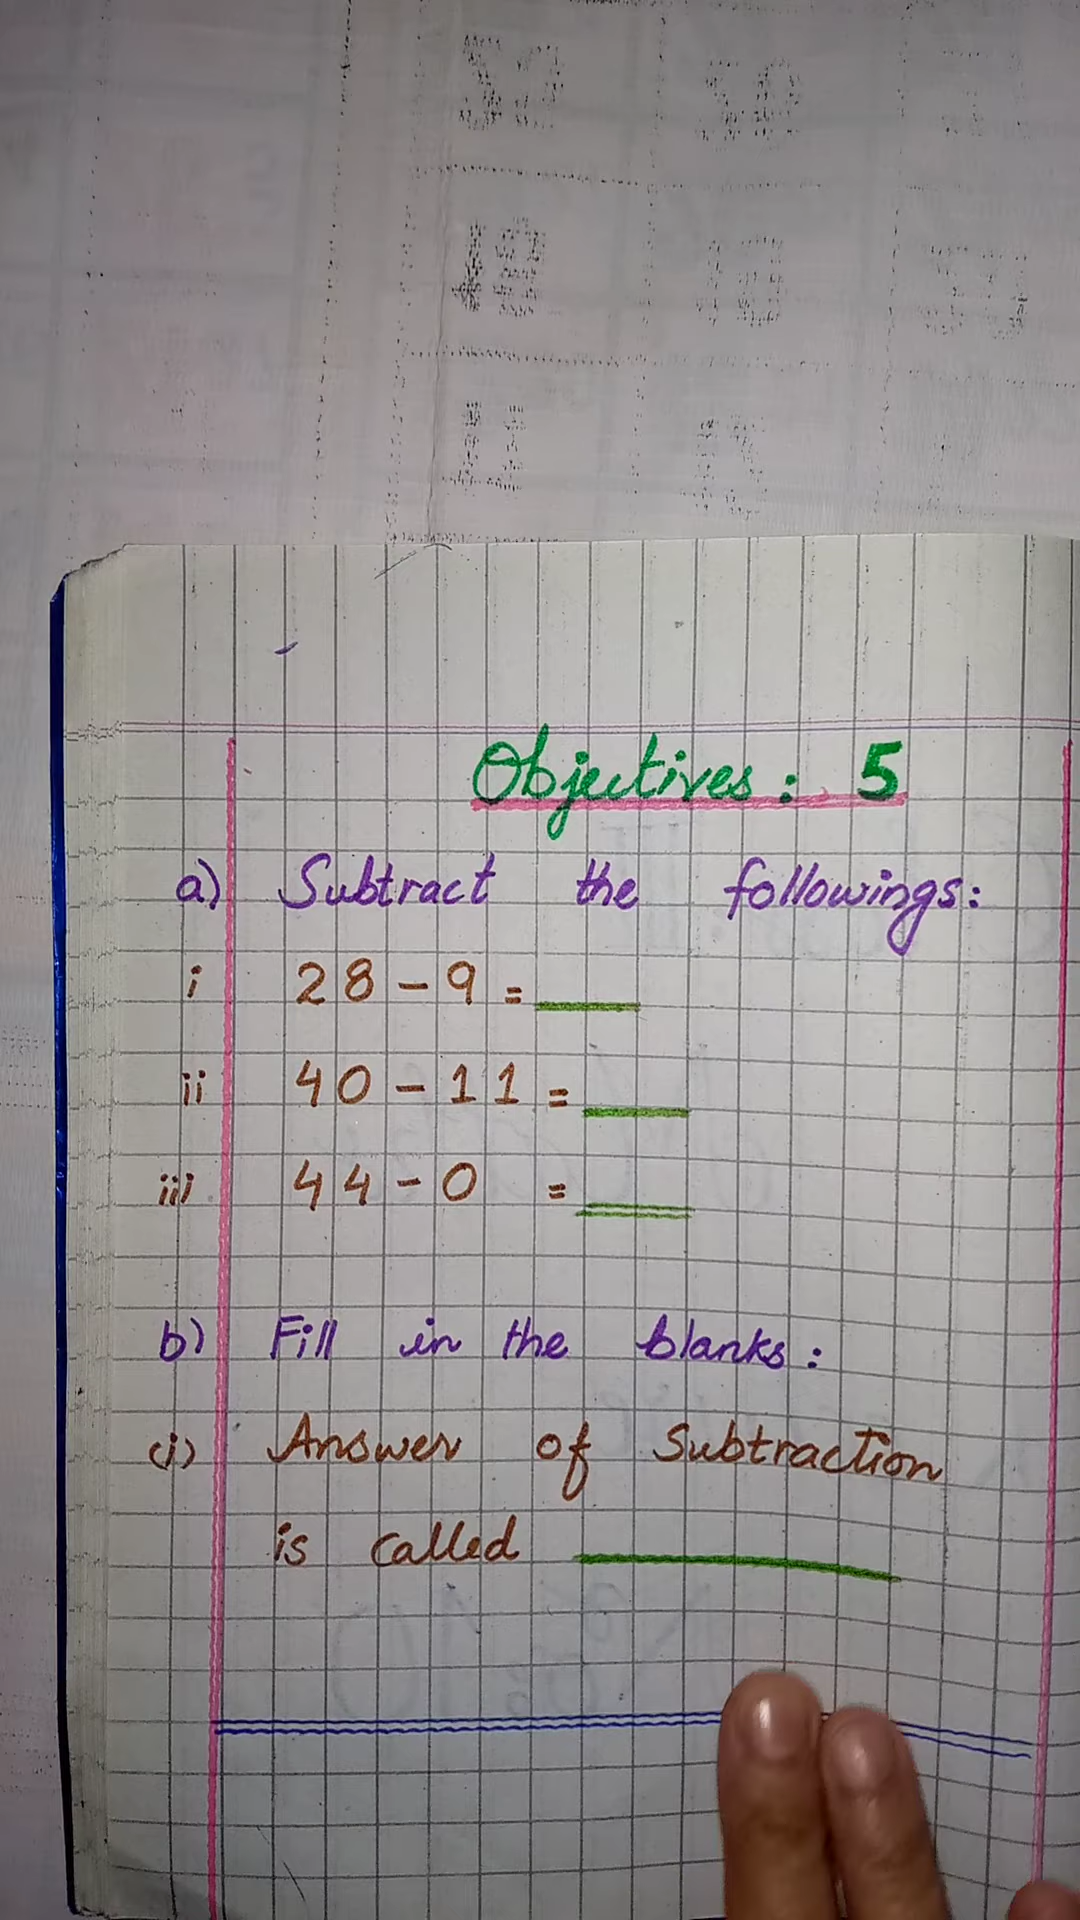 Objectives: 5
a) Subtract the followings:
i 28-9=
ii 40-11=
iii 44-0 =
b) Fill in the blanks:
(i) Answer of Subtraction
is called